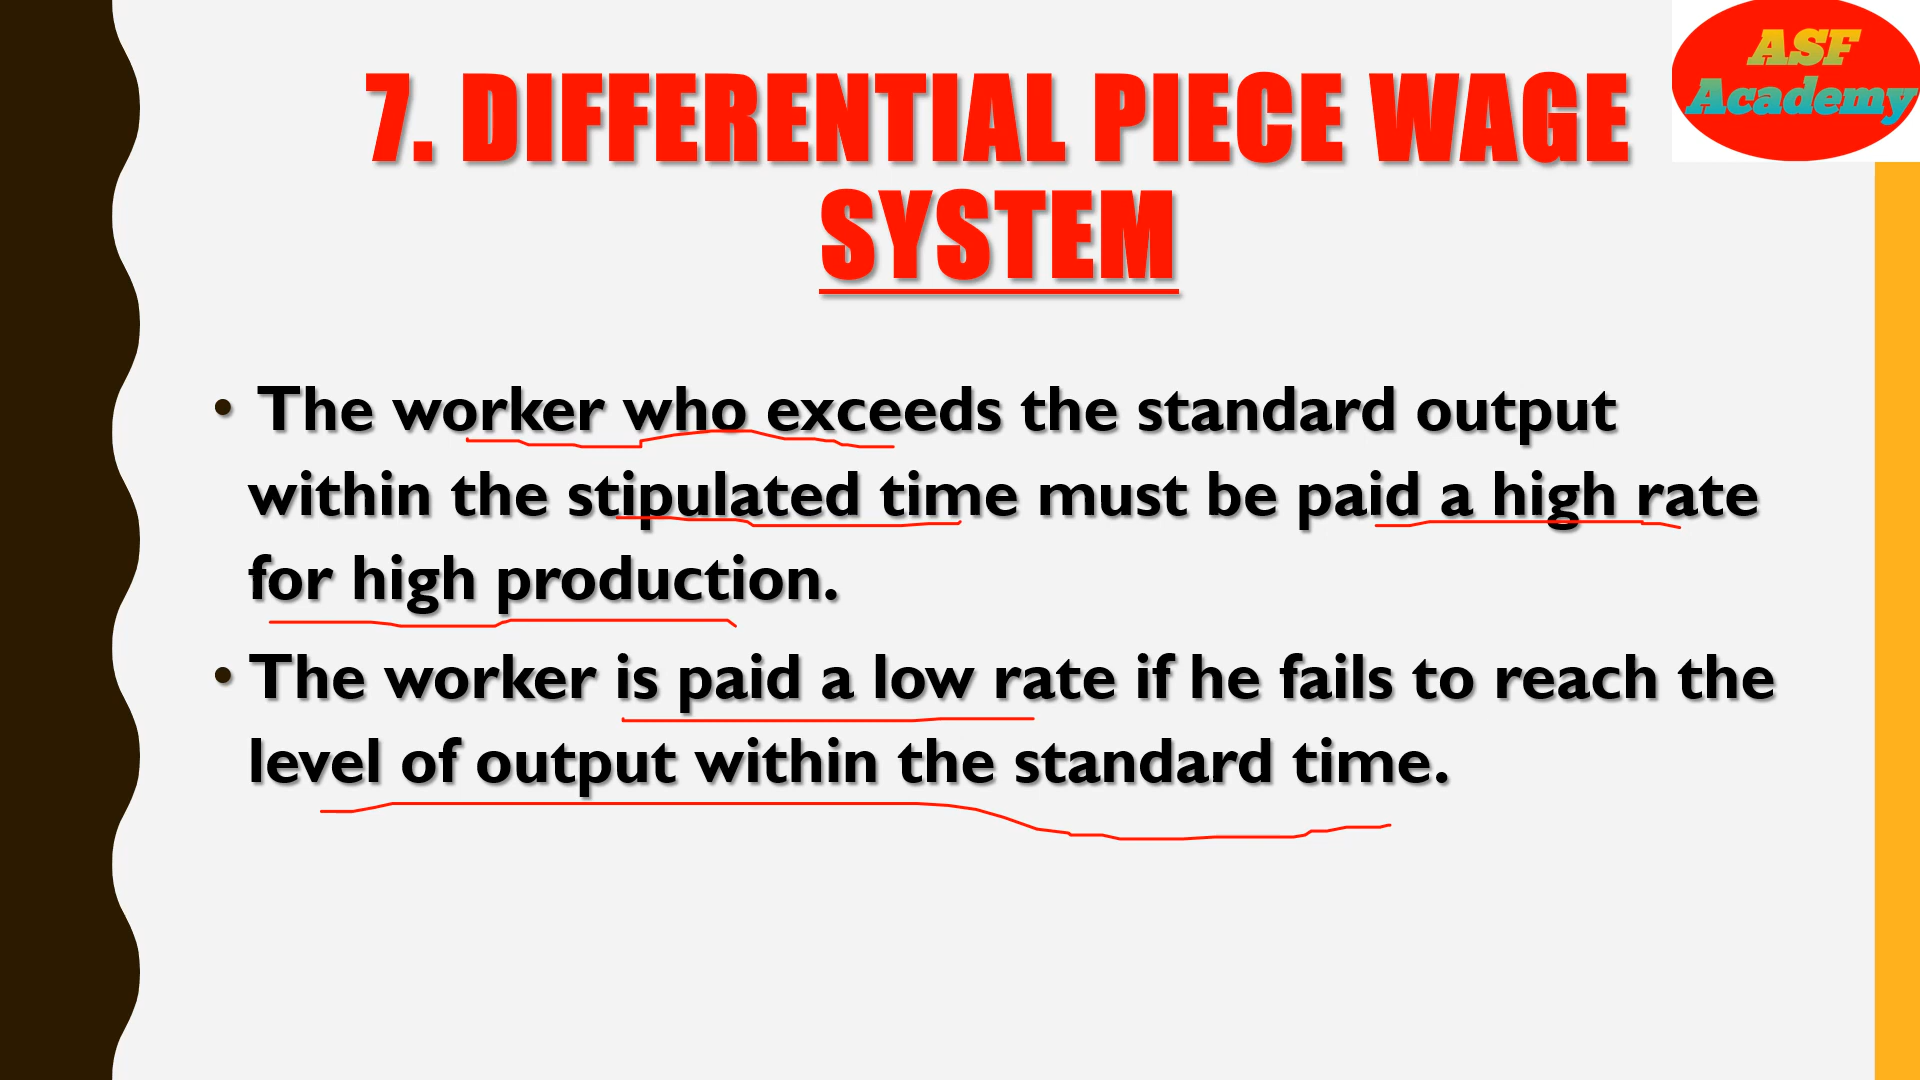 ASF
Academy
7. DIFFERENTIAL PIECE WAGE
SYSTEM
• The worker who exceeds the standard output
within the stipulated time must be paid a high rate
for high production.
• The worker is paid a low rate if he fails to reach the
level of output within the standard time.